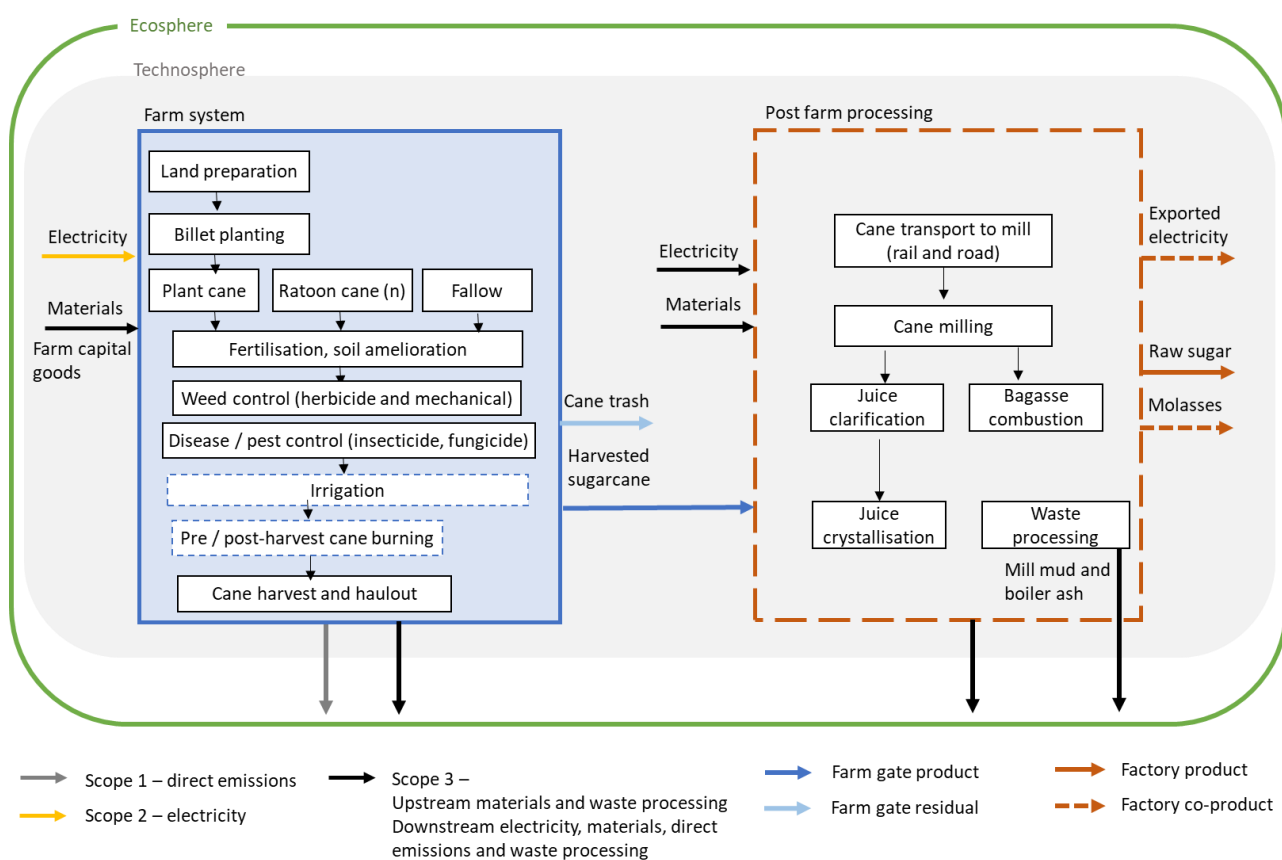 Ecosphere
Technosphere
Farm system
Land preparation
Billet planting
Plant cane
Ratoon cane (n)
Fallow
Fertilisation, soil amelioration
Weed control (herbicide and mechanical)
Disease / pest control (insecticide, fungicide)
Irrigation
Pre / post-harvest cane burning
Cane harvest and haulout
Electricity
Materials
Farm capital
goods
Cane trash
Harvested
sugarcane
Post farm processing
Electricity
Materials
Cane transport to mill
(rail and road)
Cane milling
Juice
clarification
Bagasse
combustion
Juice
crystallisation
Waste
processing
Mill mud and
boiler ash
Exported
electricity
Raw sugar
Molasses
Scope 1 – direct emissions
Scope 2 – electricity
Scope 3 –
Upstream materials and waste processing
Downstream electricity, materials, direct
emissions and waste processing
Farm gate product
Farm gate residual
Factory product
Factory co-product